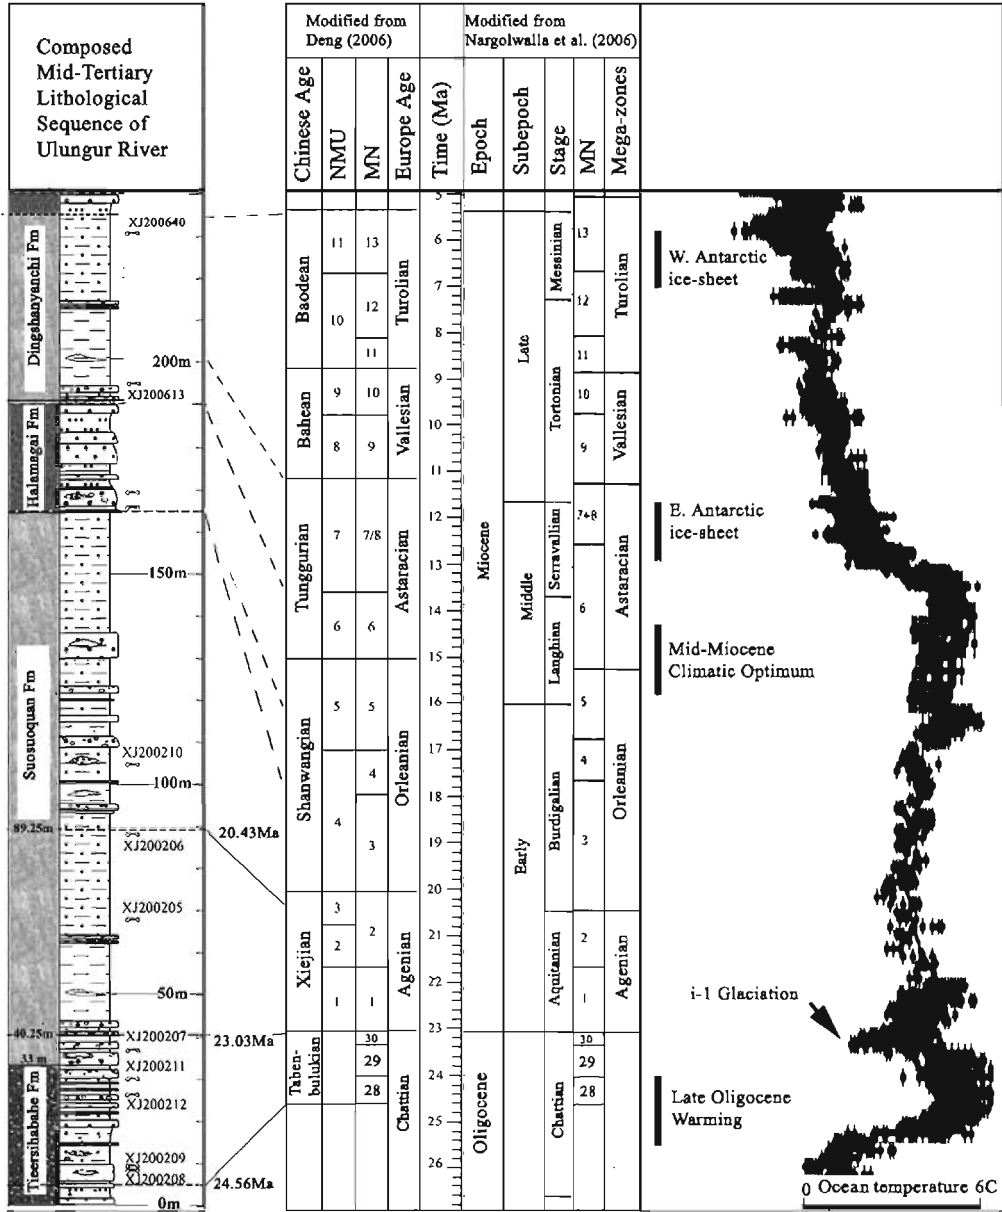 Composed
Mid-Tertiary
Lithological
Sequence of
Ulungur River
Modified from
Deng (2006)
Modified from
Nargolwalla et al. (2006)
Chinese Age
NMU
MN
Europe Age
Time (Ma)
Epoch
Subepoch
Stage
MN
Mega-zones
Dingshanyanchi Fm
Halamagai Fm
Suosuoquan Fm
Tieersihabahe Fm
XJ200640
200m
XJ200613
150m
XJ200210
100m
89.25m
XJ200206
XJ200205
50m
40.25m
XJ200207
33 m
XJ200211
XJ200212
XJ200209
XJ200208
0m
20.43Ma
23.03Ma
24.56Ma
Baodean
Bahean
Tunggurian
Shanwangian
Xiejian
Taben-
bulukian
11
10
9
8
7
6
5
4
3
2
1
13
12
11
10
9
7/8
6
5
4
3
2
1
30
29
28
Turolian
Vallesian
Astaracian
Orleanian
Agenian
Chattian
5
6
7
8
9
10
11
12
13
14
15
16
17
18
19
20
21
22
23
24
25
26
Miocene
Oligocene
Late
Middle
Early
Messinian
Tortonian
Serravallian
Langhian
Burdigalian
Aquitanian
Chattian
13
12
11
10
9
7+8
6
5
4
3
2
1
30
29
28
Turolian
Vallesian
Astaracian
Orleanian
Agenian
W. Antarctic
ice-sheet
E. Antarctic
ice-sheet
Mid-Miocene
Climatic Optimum
i-1 Glaciation
Late Oligocene
Warming
0 Ocean temperature 6C